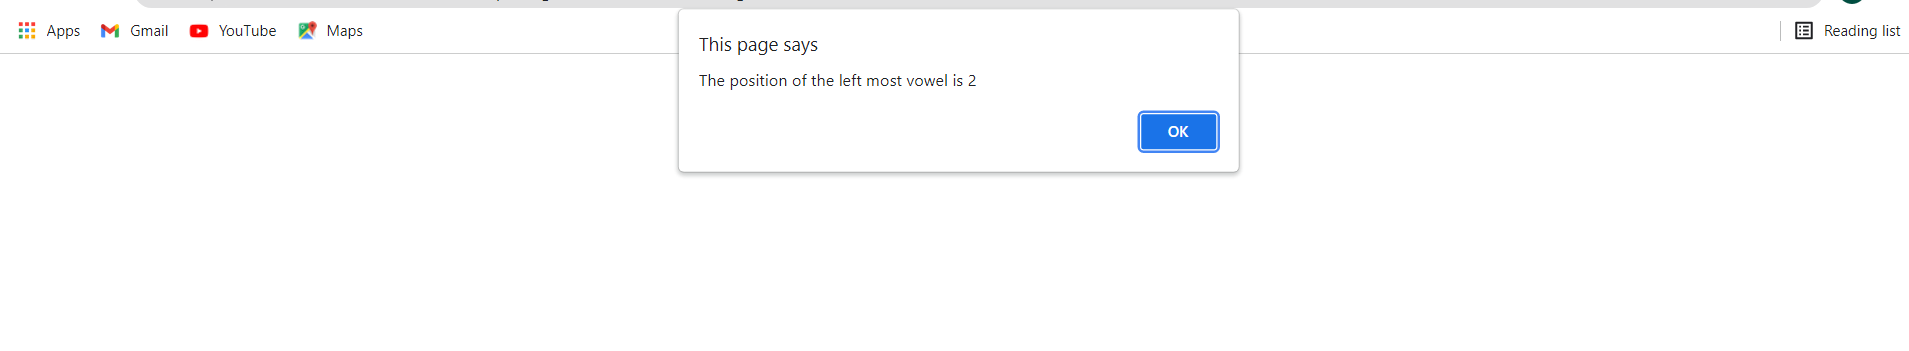 Apps Gmail YouTube Maps Reading list
This page says
The position of the left most vowel is 2
OK